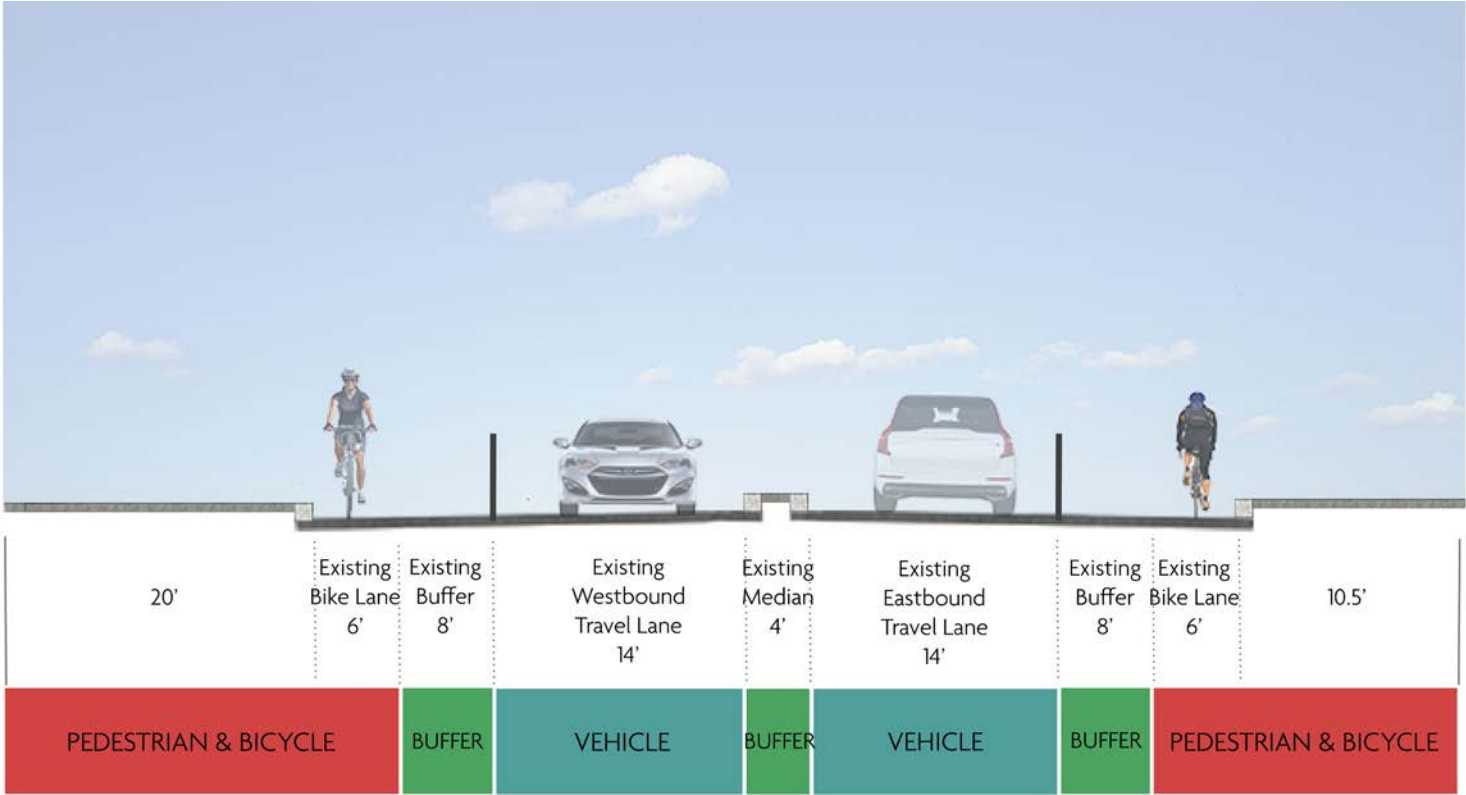 20’
Existing
Bike Lane
6’
Existing
Buffer
8’
Existing
Westbound
Travel Lane
14’
Existing
Median
4’
Existing
Eastbound
Travel Lane
14’
Existing
Buffer
8’
Existing
Bike Lane
6’
10.5’
PEDESTRIAN & BICYCLE
BUFFER
VEHICLE
BUFFER
VEHICLE
BUFFER
PEDESTRIAN & BICYCLE